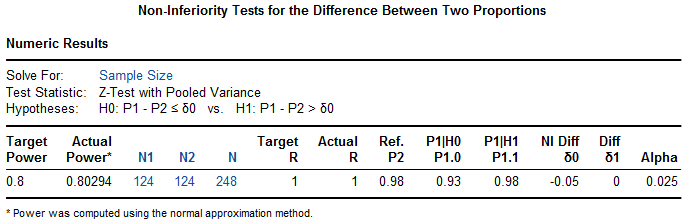 Non-Inferiority Tests for the Difference Between Two Proportions
Numeric Results
Solve For: Sample Size
Test Statistic: Z-Test with Pooled Variance
Hypotheses: H0: P1 - P2 ≤ δ0 vs. H1: P1 - P2 > δ0
Target Actual Target Actual Ref. P1|H0 P1|H1 NI Diff Diff
Power Power* N1 N2 N R R P2 P1.0 P1.1 δ0 δ1 Alpha
0.8 0.80294 124 124 248 1 1 0.98 0.93 0.98 -0.05 0 0.025
* Power was computed using the normal approximation method.